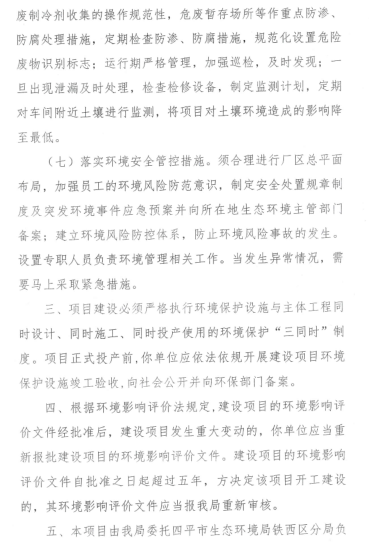 废制冷剂收集的操作规范性，危废暂存场所等作重点防渗、
防腐处理措施，定期检查防渗、防腐措施，规范化设置危险
废物识别标志；运行期严格管理，加强巡检，及时发现；一
旦出现泄漏及时处理，检查检修设备，制定监测计划，定期
对车间附近土壤进行监测，将项目对土壤环境造成的影响降
至最低。
（七）落实环境安全管控措施。须合理进行厂区总平面
布局，加强员工的环境风险防范意识，制定安全处置规章制
度及突发环境事件应急预案并向所在地生态环境主管部门
备案；建立环境风险防控体系，防止环境风险事故的发生。
设置专职人员负责环境管理相关工作。当发生异常情况，需
要马上采取紧急措施。
三、项目建设必须严格执行环境保护设施与主体工程同
时设计、同时施工、同时投产使用的环境保护“三同时”制
度。项目正式投产前,你单位应依法依规开展建设项目环境
保护设施竣工验收,向社会公开并向环保部门备案。
四、根据环境影响评价法规定,建设项目的环境影响评
价文件经批准后，建设项目发生重大变动的，你单位应当重
新报批建设项目的环境影响评价文件。建设项目的环境影响
评价文件自批准之日起超过五年，方决定该项目开工建设
的，其环境影响评价文件应当报我局重新审核。
五、本项目由我局委托四平市生态环境局铁西区分局负